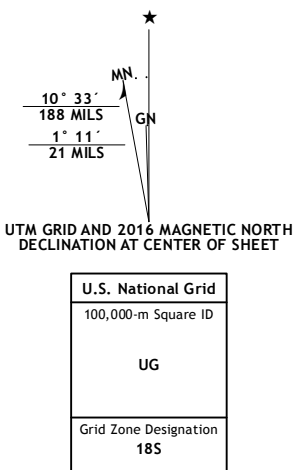 ★
MN
GN
10° 33´
188 MILS
1° 11´
21 MILS
UTM GRID AND 2016 MAGNETIC NORTH
DECLINATION AT CENTER OF SHEET
U.S. National Grid
100,000-m Square ID
UG
Grid Zone Designation
18S